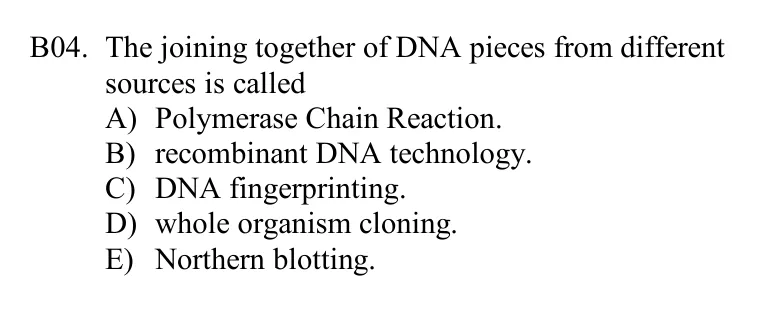 B04. The joining together of DNA pieces from different
sources is called
A) Polymerase Chain Reaction.
B) recombinant DNA technology.
C) DNA fingerprinting.
D) whole organism cloning.
E) Northern blotting.